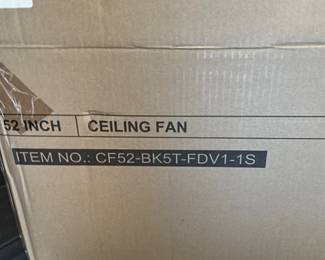 52 INCH CEILING FAN
ITEM NO.: CF52-BK5T-FDV1-1S